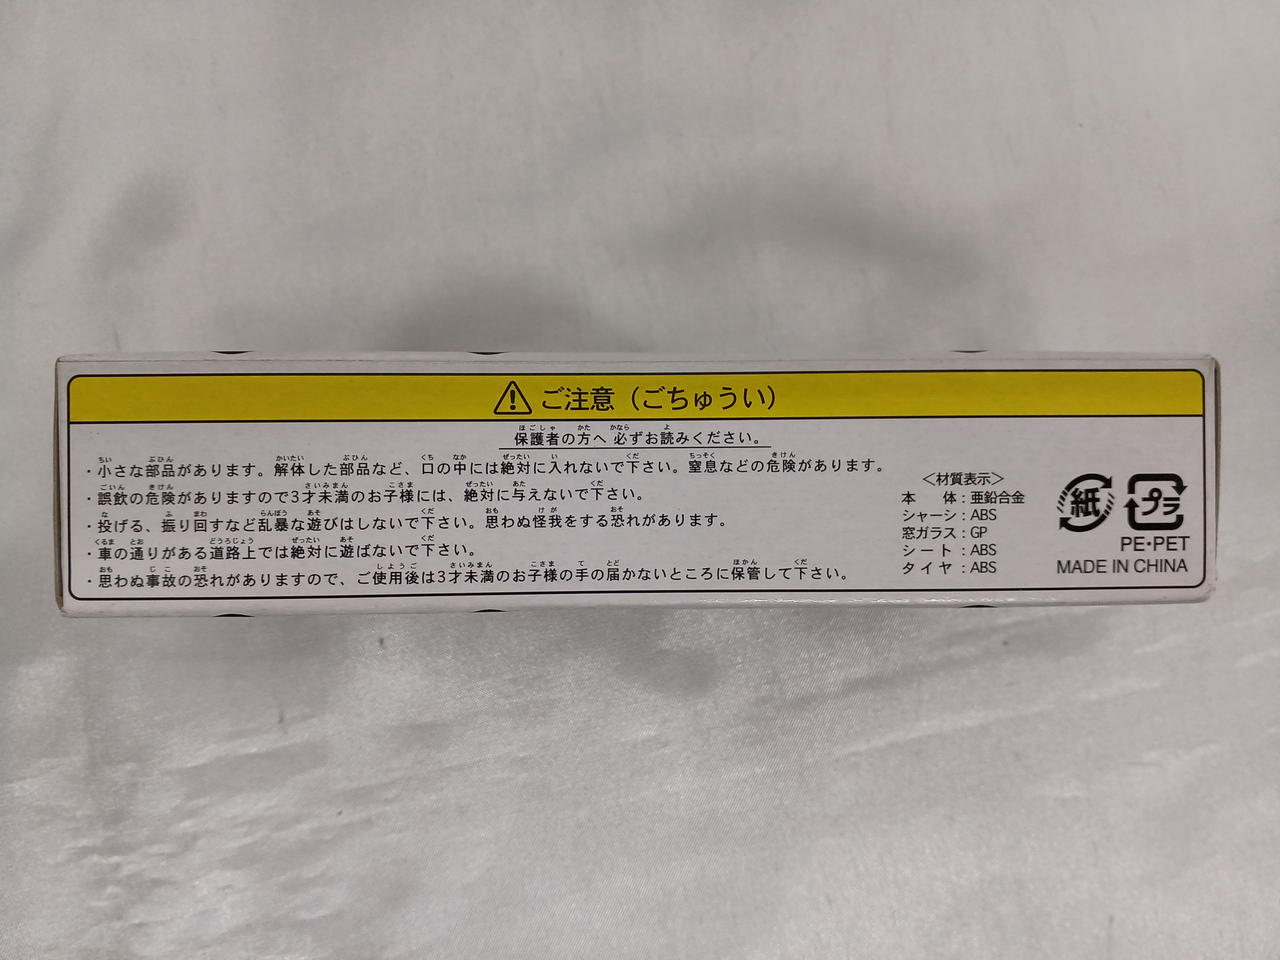 ⚠ご注意（ごちゅうい）
保護者の方へ 必ずお読みください。
・小さな部品があります。解体した部品など、口の中には絶対に入れないで下さい。窒息などの危険があります。
・誤飲の危険がありますので3才未満のお子様には、絶対に与えないで下さい。
・投げる、振り回すなど乱暴な遊びはしないで下さい。思わぬ怪我をする恐れがあります。
・車の通りがある道路上では絶対に遊ばないで下さい。
・思わぬ事故の恐れがありますので、ご使用後は3才未満のお子様の手の届かないところに保管して下さい。
＜材質表示＞
本　体：亜鉛合金
シャーシ：ABS
窓ガラス：GP
シート：ABS
タイヤ：ABS
紙 プラ
PE・PET
MADE IN CHINA